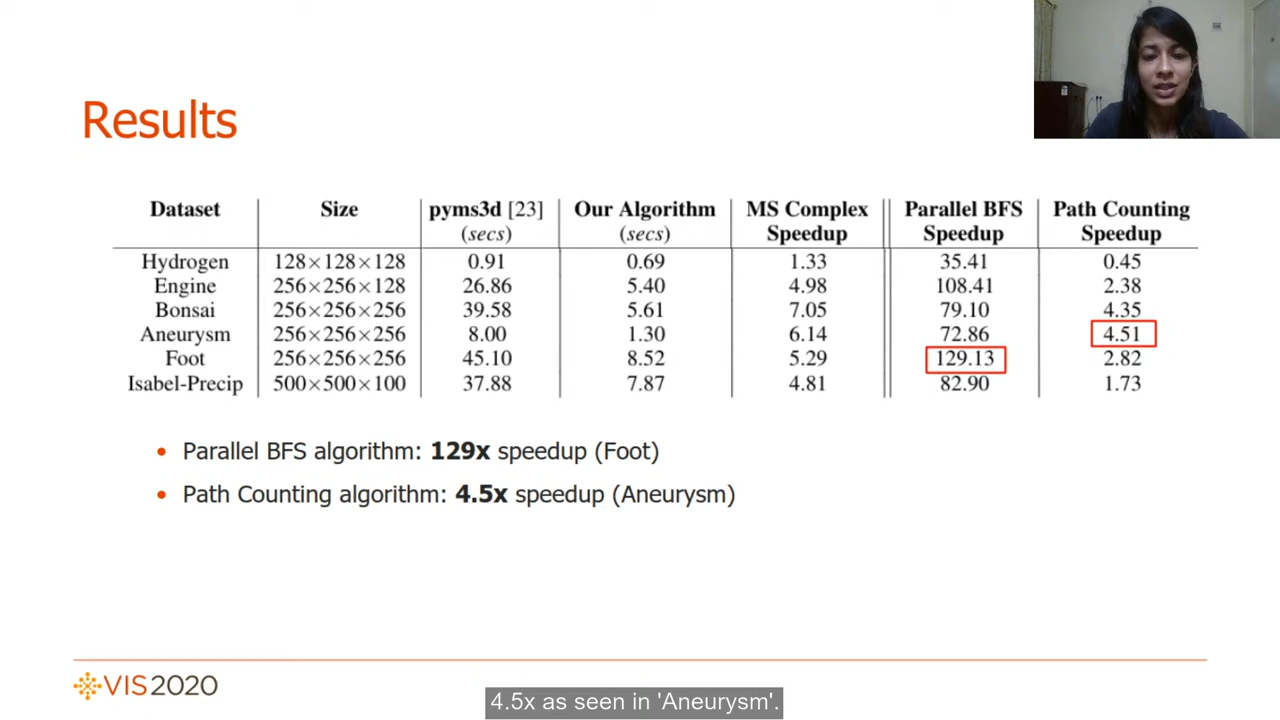 Results
Dataset Size pyms3d [23] (secs) Our Algorithm (secs) MS Complex Speedup Parallel BFS Speedup Path Counting Speedup
Hydrogen 128×128×128 0.91 0.69 1.33 35.41 0.45
Engine 256×256×128 26.86 5.40 4.98 108.41 2.38
Bonsai 256×256×256 39.58 5.61 7.05 79.10 4.35
Aneurysm 256×256×256 8.00 1.30 6.14 72.86 4.51
Foot 256×256×256 45.10 8.52 5.29 129.13 2.82
Isabel-Precip 500×500×100 37.88 7.87 4.81 82.90 1.73
• Parallel BFS algorithm: 129x speedup (Foot)
• Path Counting algorithm: 4.5x speedup (Aneurysm)
VIS2020
4.5x as seen in 'Aneurysm'.